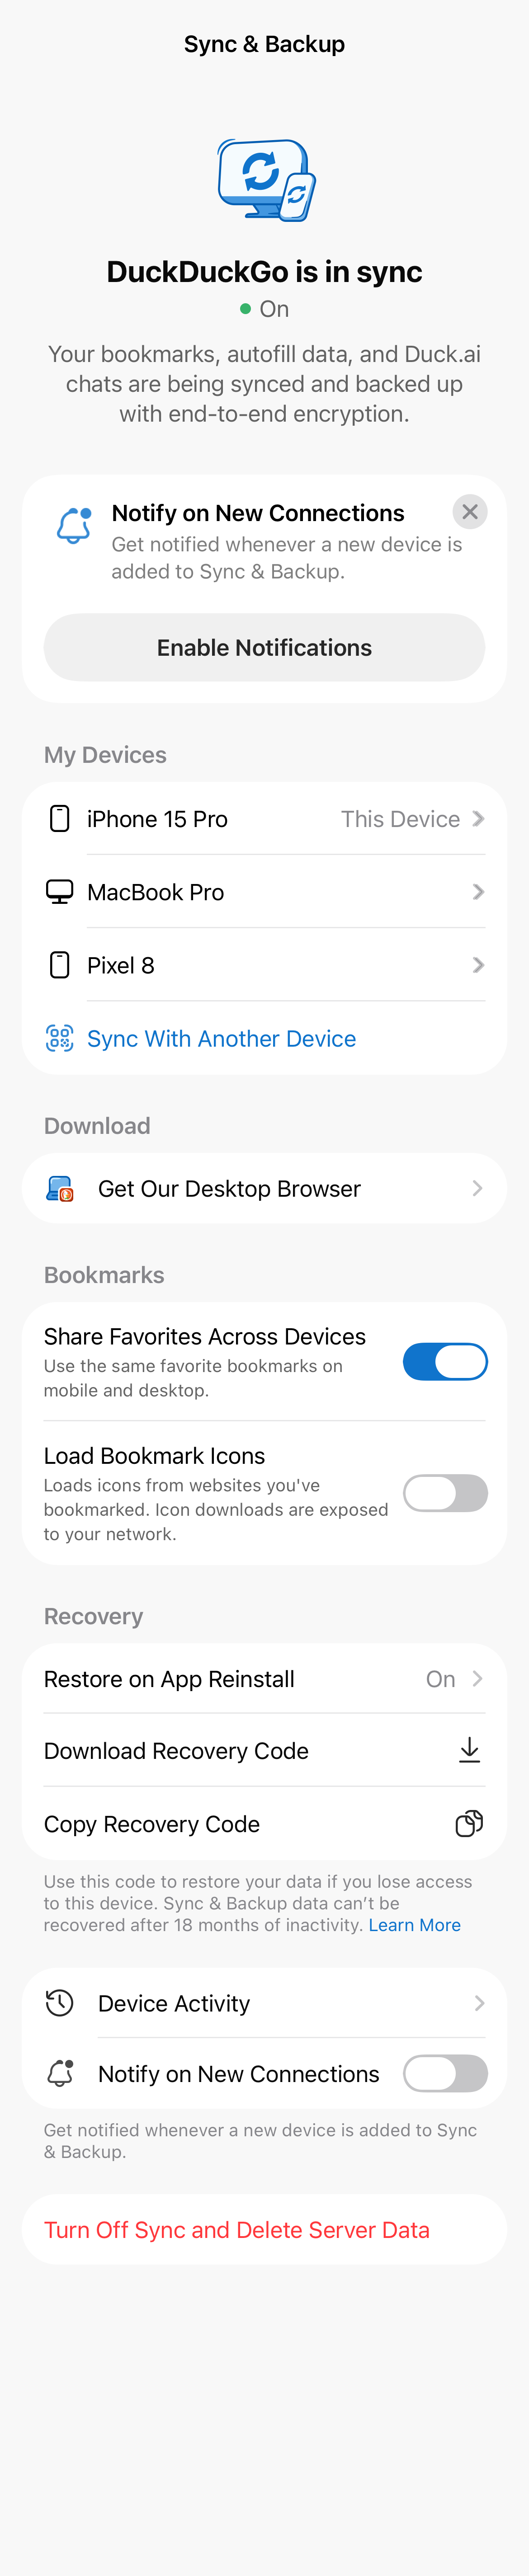 Sync & Backup
DuckDuckGo is in sync
On
Your bookmarks, autofill data, and Duck.ai
chats are being synced and backed up
with end-to-end encryption.
Notify on New Connections
Get notified whenever a new device is
added to Sync & Backup.
Enable Notifications
My Devices
iPhone 15 Pro This Device
MacBook Pro
Pixel 8
Sync With Another Device
Download
Get Our Desktop Browser
Bookmarks
Share Favorites Across Devices
Use the same favorite bookmarks on
mobile and desktop.
Load Bookmark Icons
Loads icons from websites you've
bookmarked. Icon downloads are exposed
to your network.
Recovery
Restore on App Reinstall On
Download Recovery Code
Copy Recovery Code
Use this code to restore your data if you lose access
to this device. Sync & Backup data can’t be
recovered after 18 months of inactivity. Learn More
Device Activity
Notify on New Connections
Get notified whenever a new device is added to Sync
& Backup.
Turn Off Sync and Delete Server Data